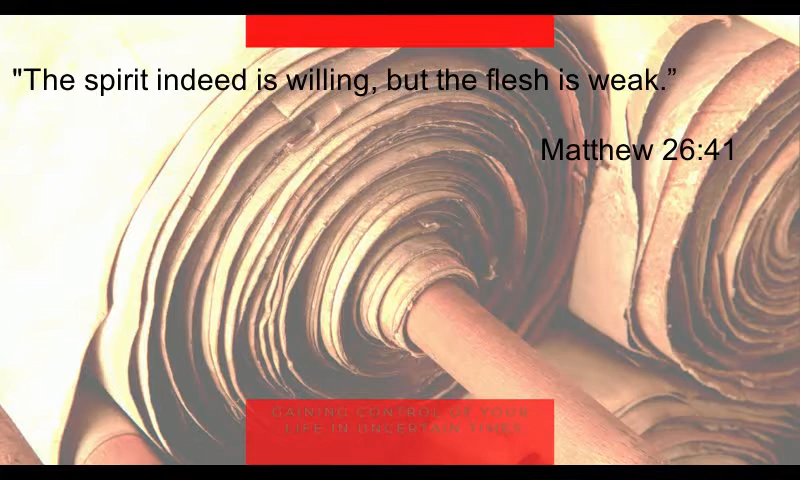 "The spirit indeed is willing, but the flesh is weak.”
Matthew 26:41
GAINING CONTROL OF YOUR
LIFE IN UNCERTAIN TIMES